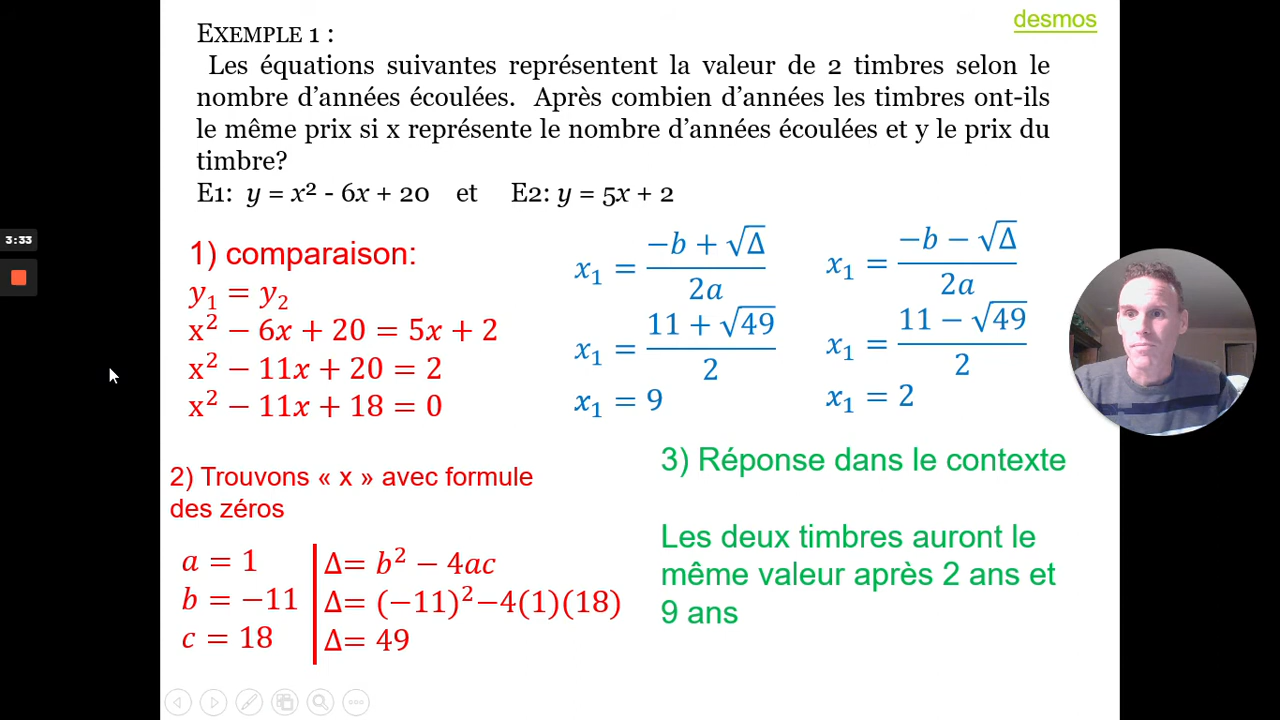 desmos
EXEMPLE 1 :
Les équations suivantes représentent la valeur de 2 timbres selon le
nombre d'années écoulées. Après combien d'années les timbres ont-ils
le même prix si x représente le nombre d'années écoulées et y le prix du
timbre?
E1: y = x² - 6x + 20 et E2: y = 5x + 2
3:33
1) comparaison:
y₁ = y₂
x² − 6x + 20 = 5x + 2
x² − 11x + 20 = 2
x² − 11x + 18 = 0
x₁ = (−b + √Δ)/2a
x₁ = (11 + √49)/2
x₁ = 9
x₁ = (−b − √Δ)/2a
x₁ = (11 − √49)/2
x₁ = 2
2) Trouvons « x » avec formule
des zéros
a = 1
b = −11
c = 18
Δ= b² − 4ac
Δ= (−11)²−4(1)(18)
Δ= 49
3) Réponse dans le contexte
Les deux timbres auront le
même valeur après 2 ans et
9 ans